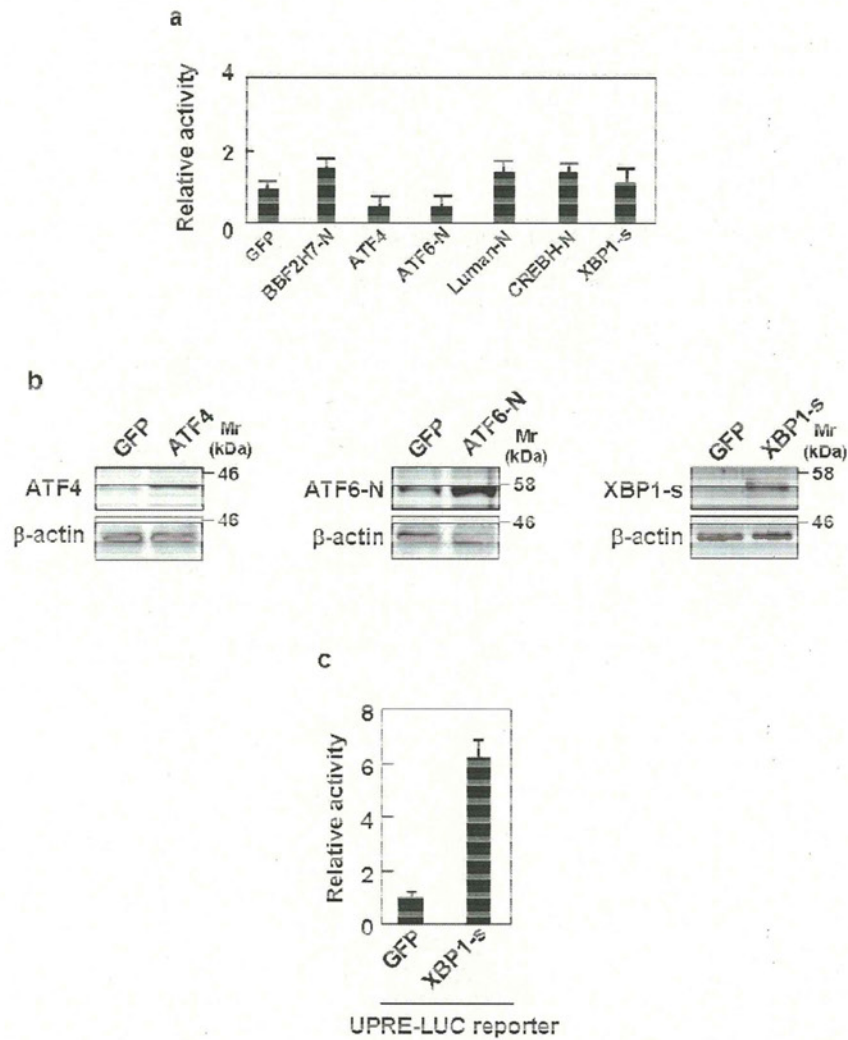 a
Relative activity
4
2
0
GFP
BBF2H7-N
ATF4
ATF6-N
Luman-N
CREBH-N
XBP1-s
b
GFP
ATF4
Mr
(kDa)
ATF4
46
β-actin
46
GFP
ATF6-N
Mr
(kDa)
ATF6-N
58
β-actin
46
GFP
XBP1-s
Mr
(kDa)
XBP1-s
58
β-actin
46
c
Relative activity
8
6
4
2
0
GFP
XBP1-s
UPRE-LUC reporter